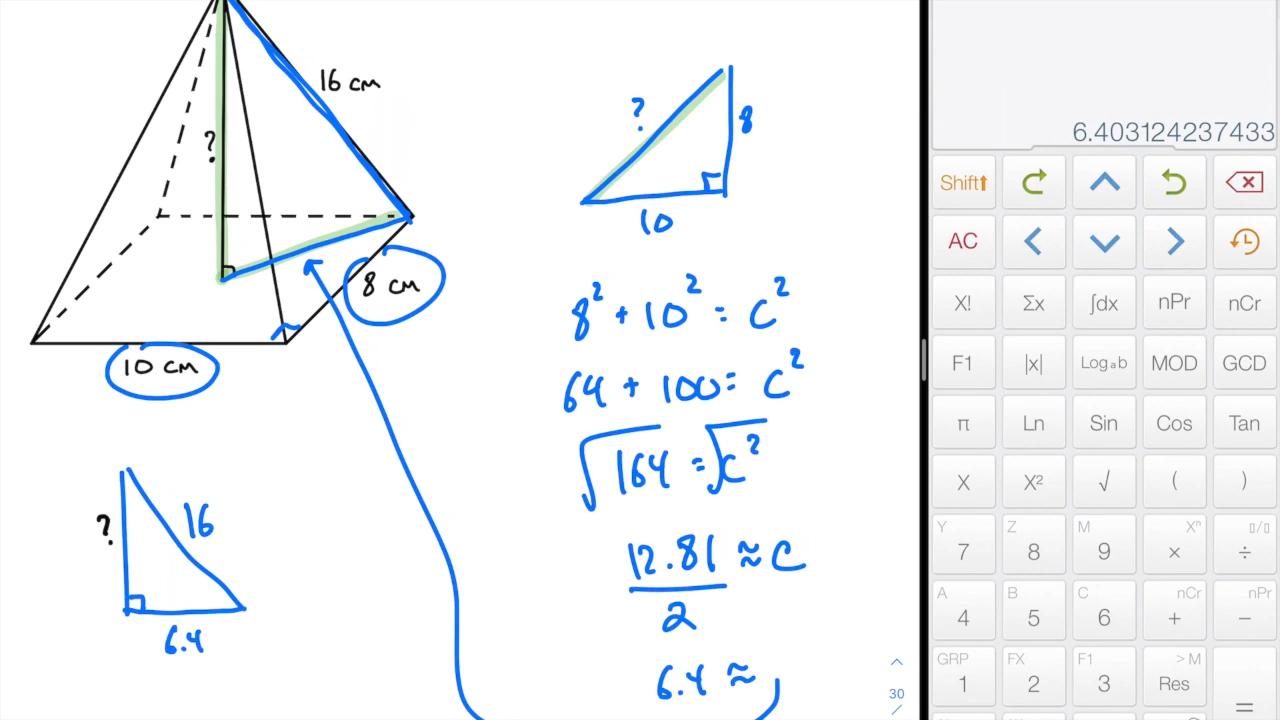 16 cm
?
8 cm
10 cm
?
16
6.4
?
8
10
8² + 10² = c²
64 + 100 = c²
√164 = √c²
12.81 ≈ c
2
6.4 ≈
30
6.403124237433
Shift
AC
X! Σx ∫dx nPr nCr
F1 |x| Log a b MOD GCD
π Ln Sin Cos Tan
X X² √ ( )
Y Z M Xⁿ ▯/▯
7 8 9 × ÷
A B C nCr nPr
4 5 6 + −
GRP FX F1 >M
1 2 3 Res =